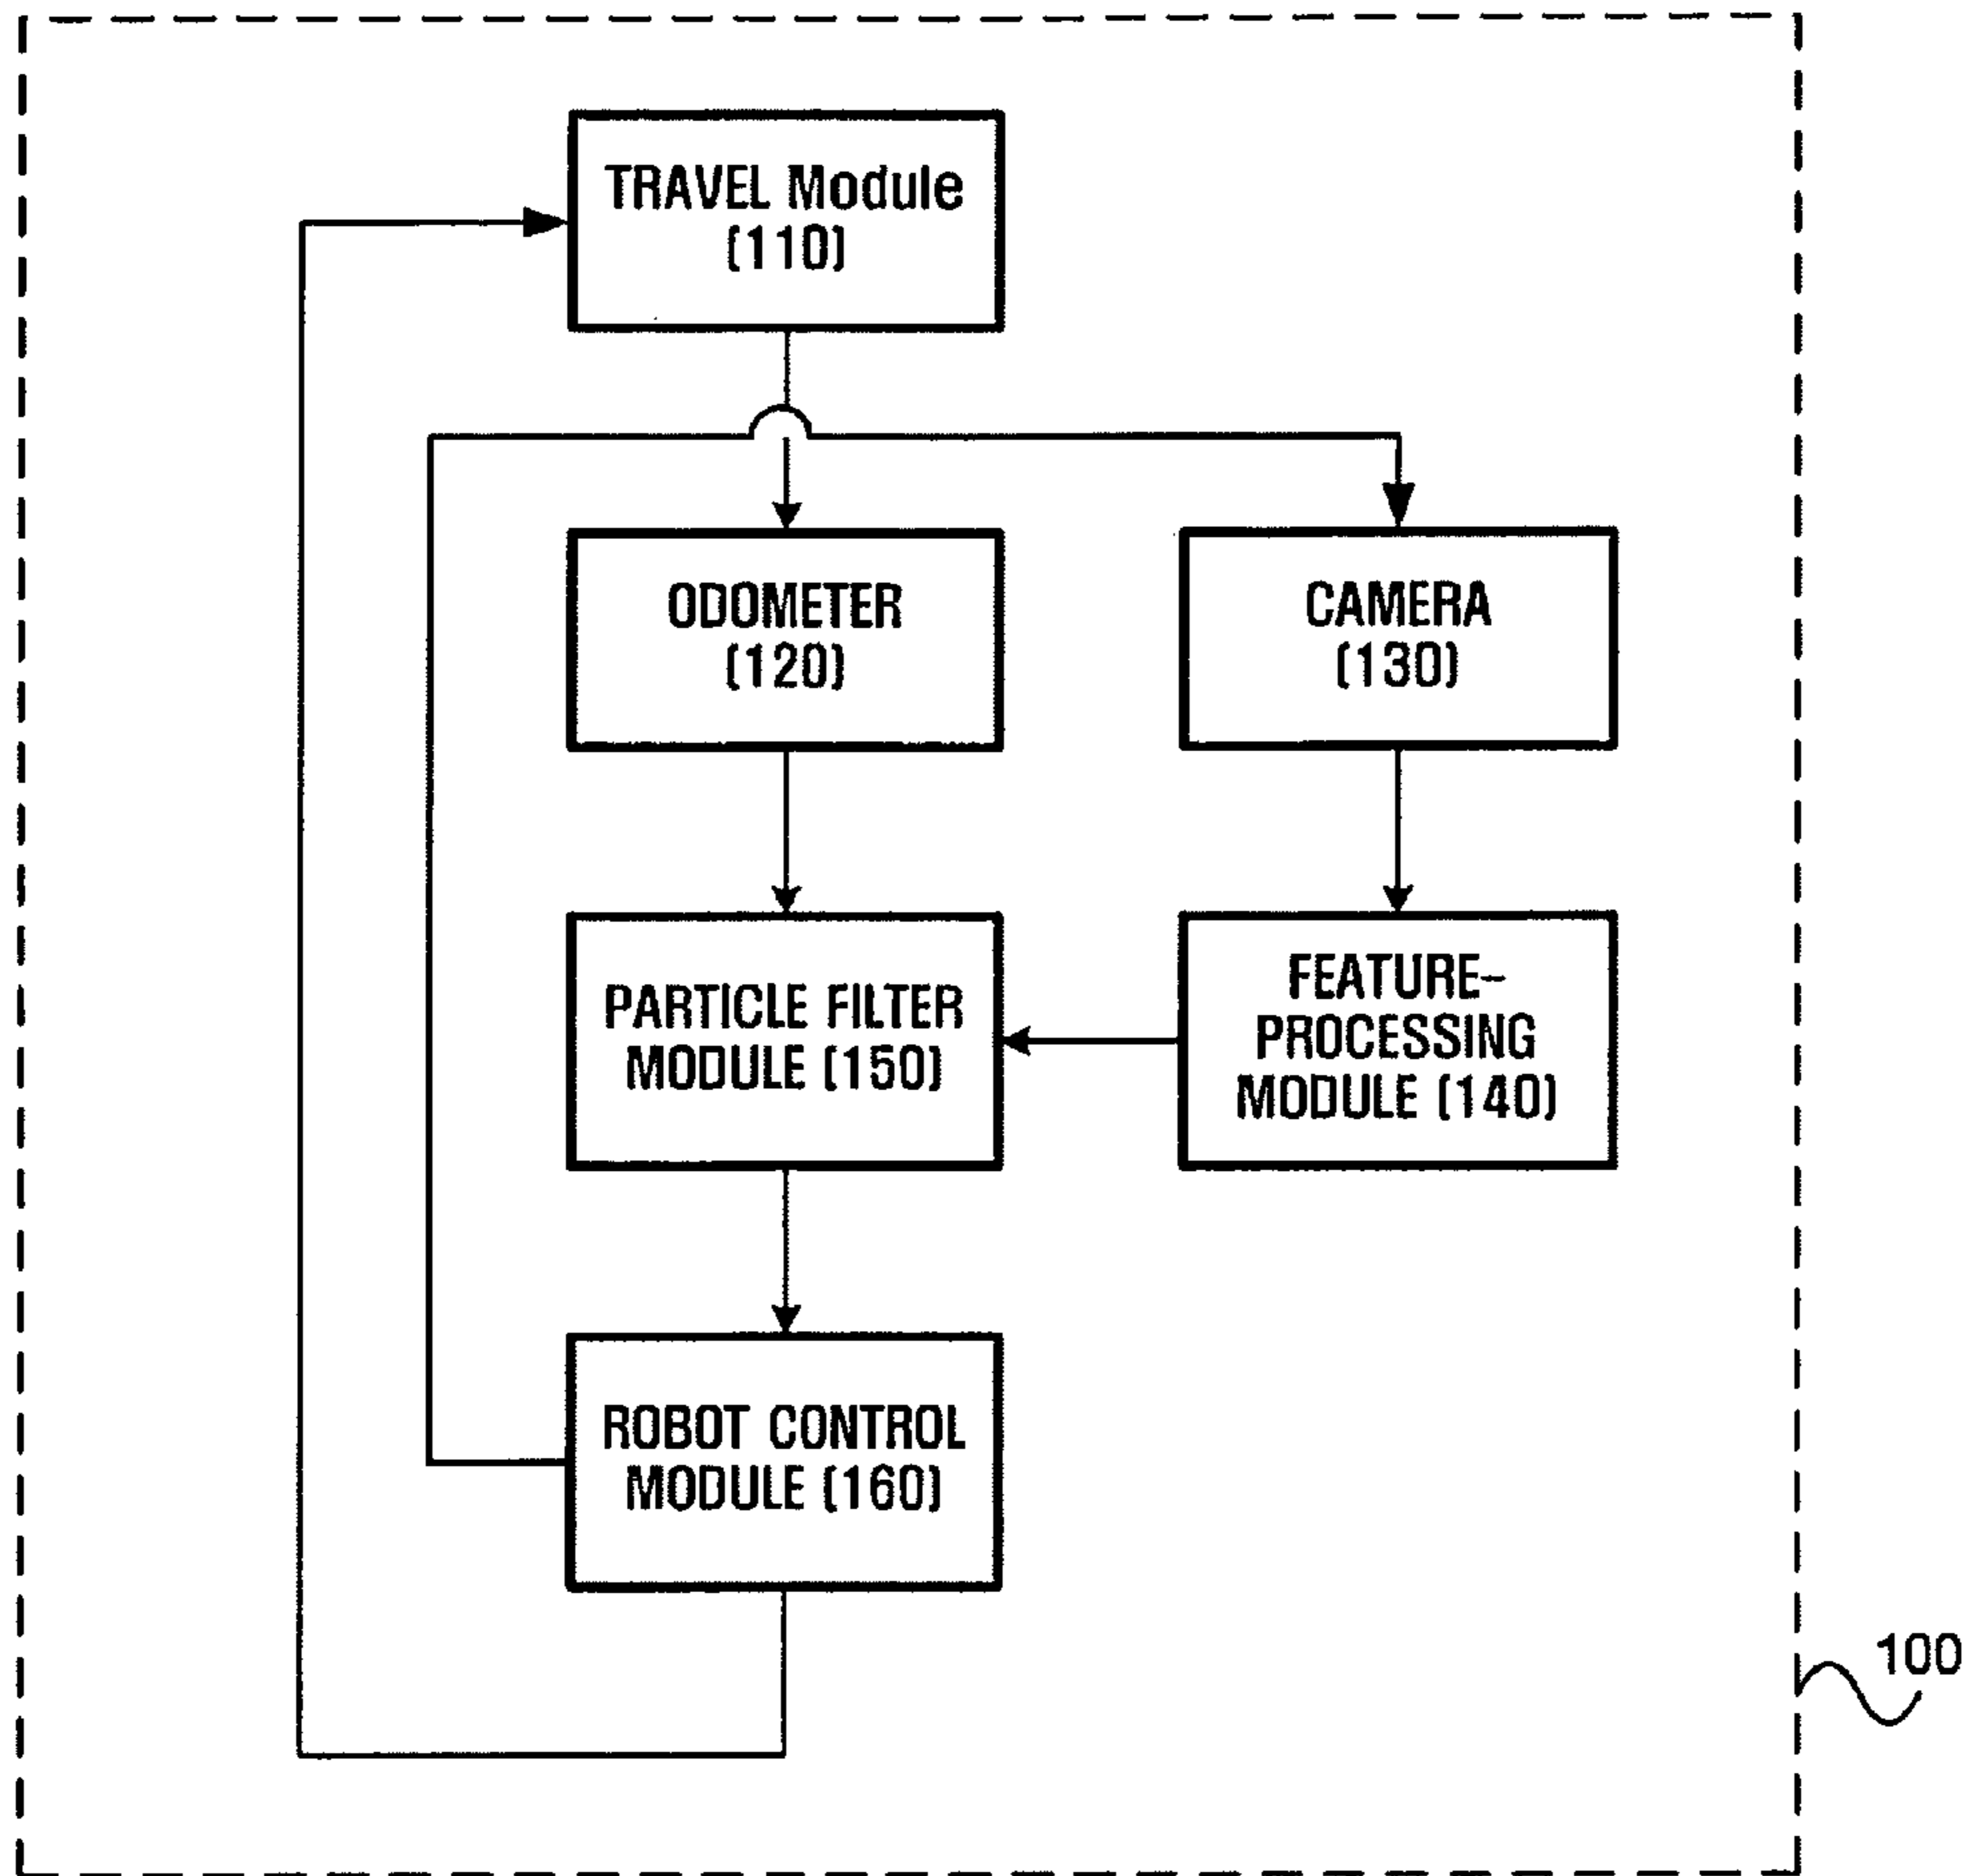 TRAVEL Module
(110)
ODOMETER
(120)
CAMERA
(130)
PARTICLE FILTER
MODULE (150)
FEATURE-
PROCESSING
MODULE (140)
ROBOT CONTROL
MODULE (160)
100